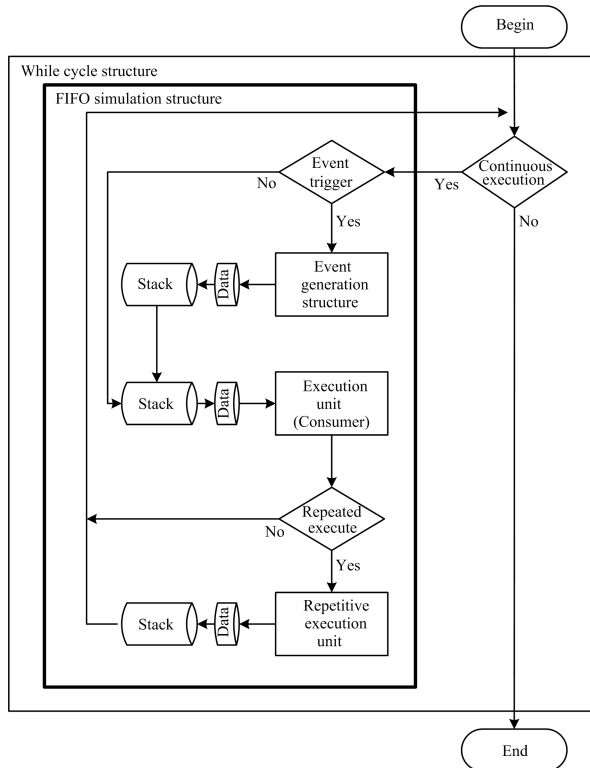 Begin
While cycle structure
FIFO simulation structure
Continuous
execution
Yes
No
Event
trigger
No
Yes
Event
generation
structure
Data
Stack
Stack
Data
Execution
unit
(Consumer)
Repeated
execute
No
Yes
Repetitive
execution
unit
Data
Stack
End